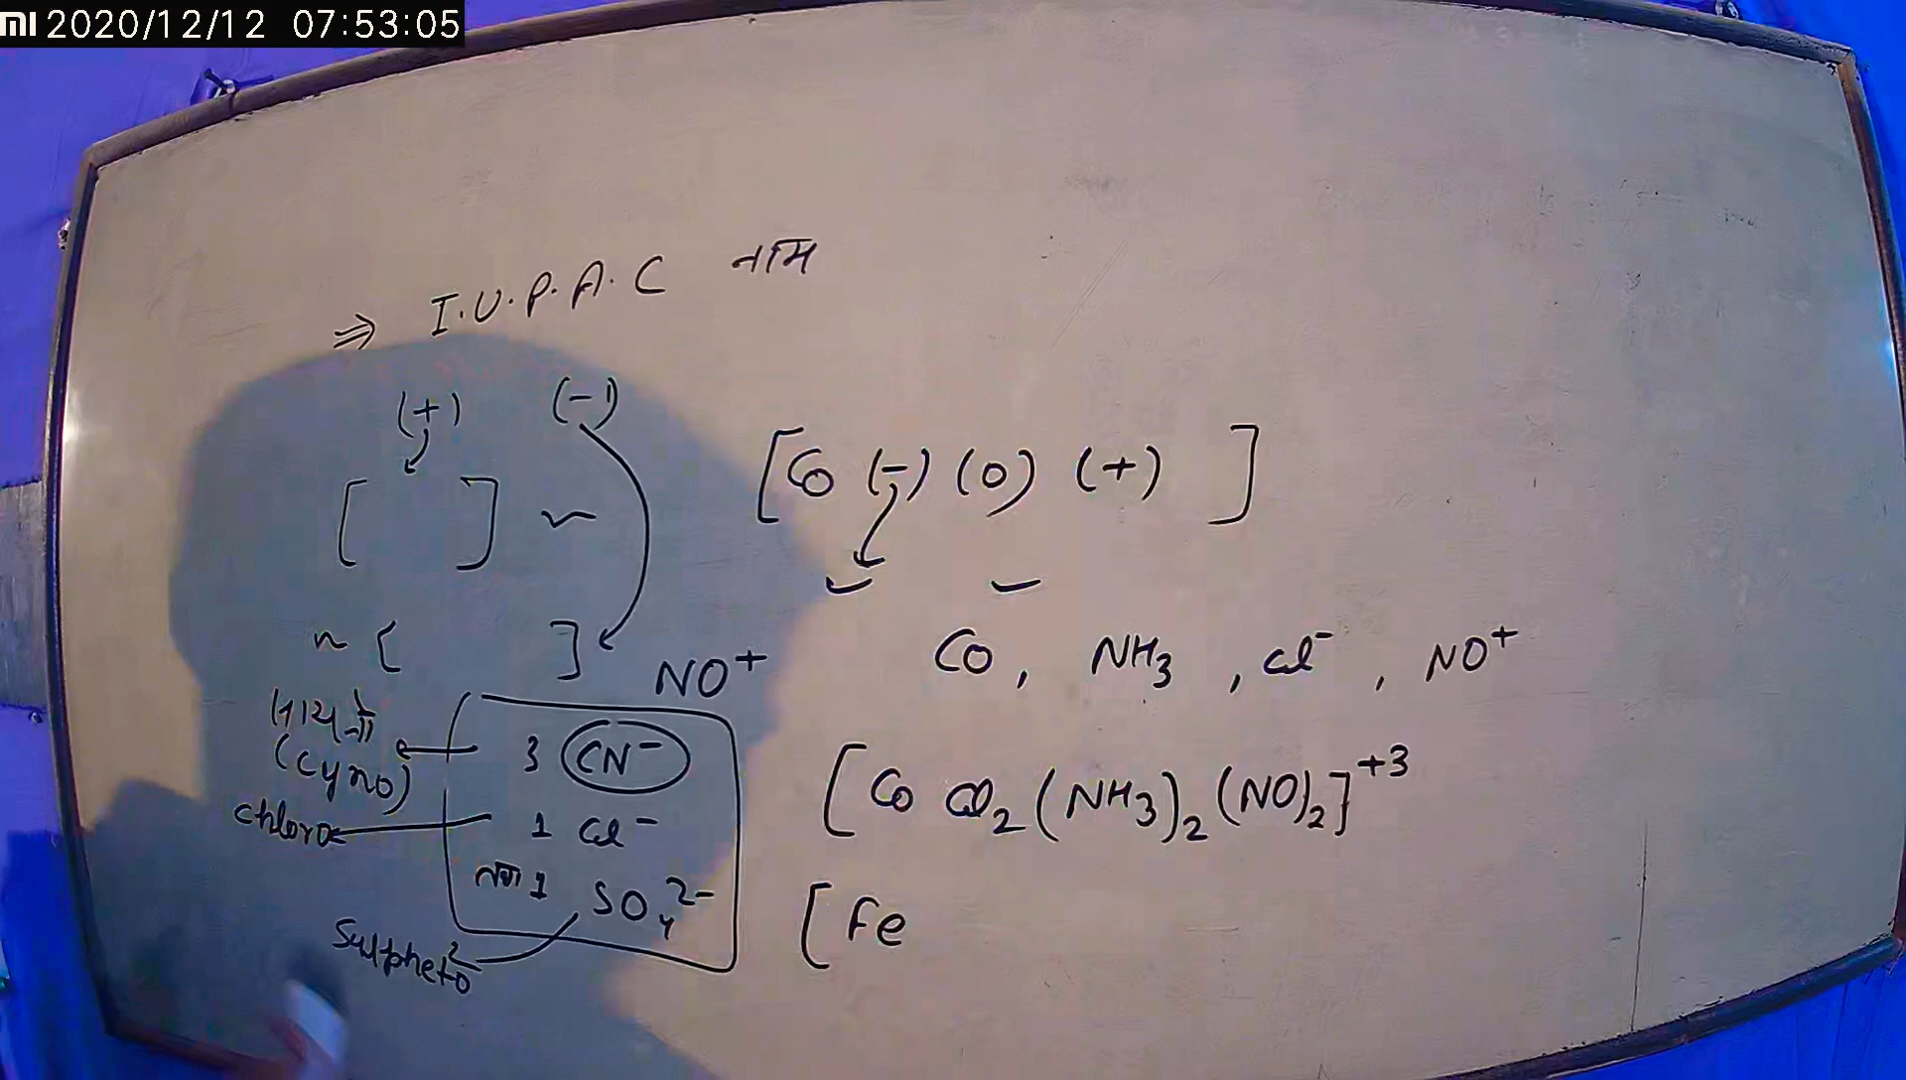 MI 2020/12/12 07:53:05
⇒ I.U.P.A.C नाम
(+) (-)
[ ] ~
~ [ ]
NO⁺
(cyno) 3 CN⁻
chloro 1 Cl⁻
1 SO₄²⁻
Sulpheto
[Co (-) (0) (+) ]
Co, NH₃, Cl⁻, NO⁺
[Co Cl₂ (NH₃)₂ (NO)₂]⁺³
[Fe